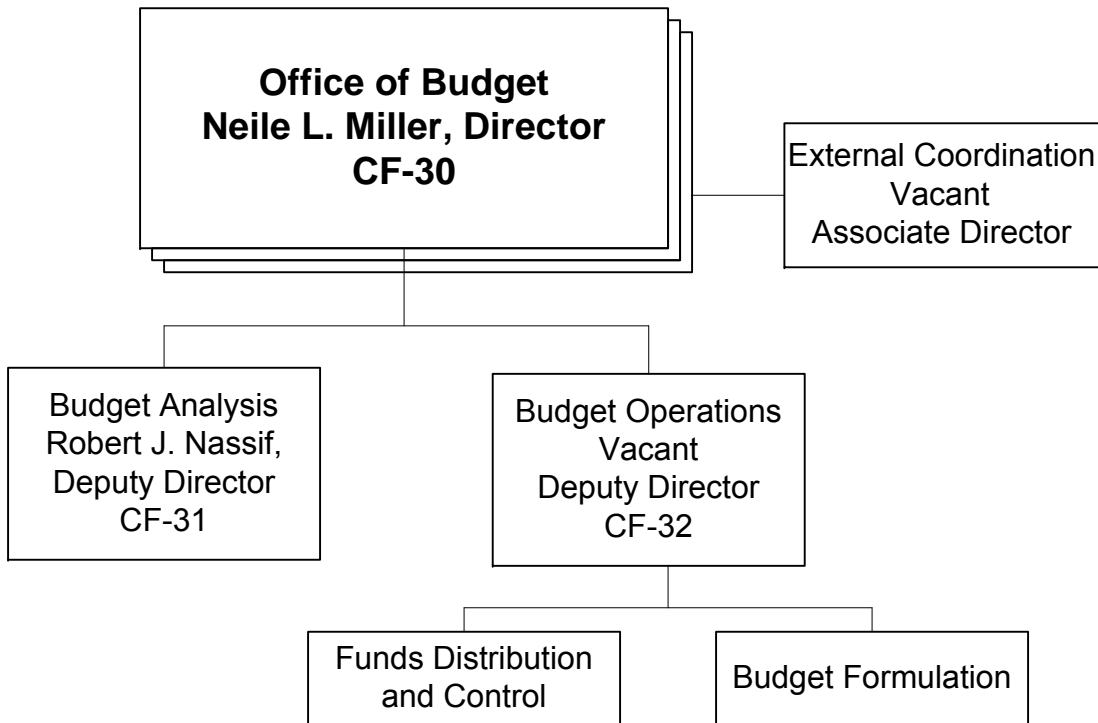 Office of Budget
Neile L. Miller, Director
CF-30
External Coordination
Vacant
Associate Director
Budget Analysis
Robert J. Nassif,
Deputy Director
CF-31
Budget Operations
Vacant
Deputy Director
CF-32
Funds Distribution
and Control
Budget Formulation